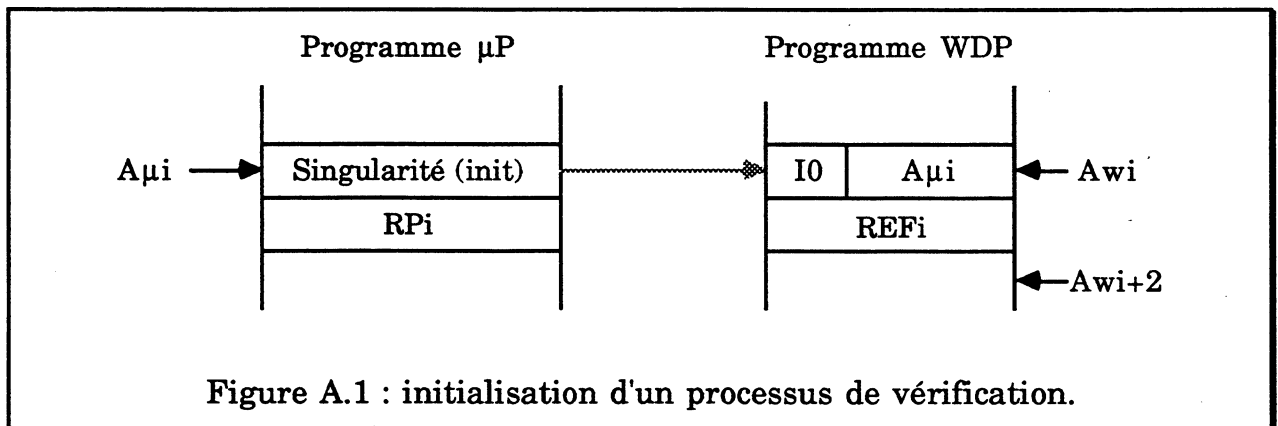 Programme µP Programme WDP
Aµi Singularité (init) I0 Aµi Awi
RPi REFi
Awi+2
Figure A.1 : initialisation d'un processus de vérification.